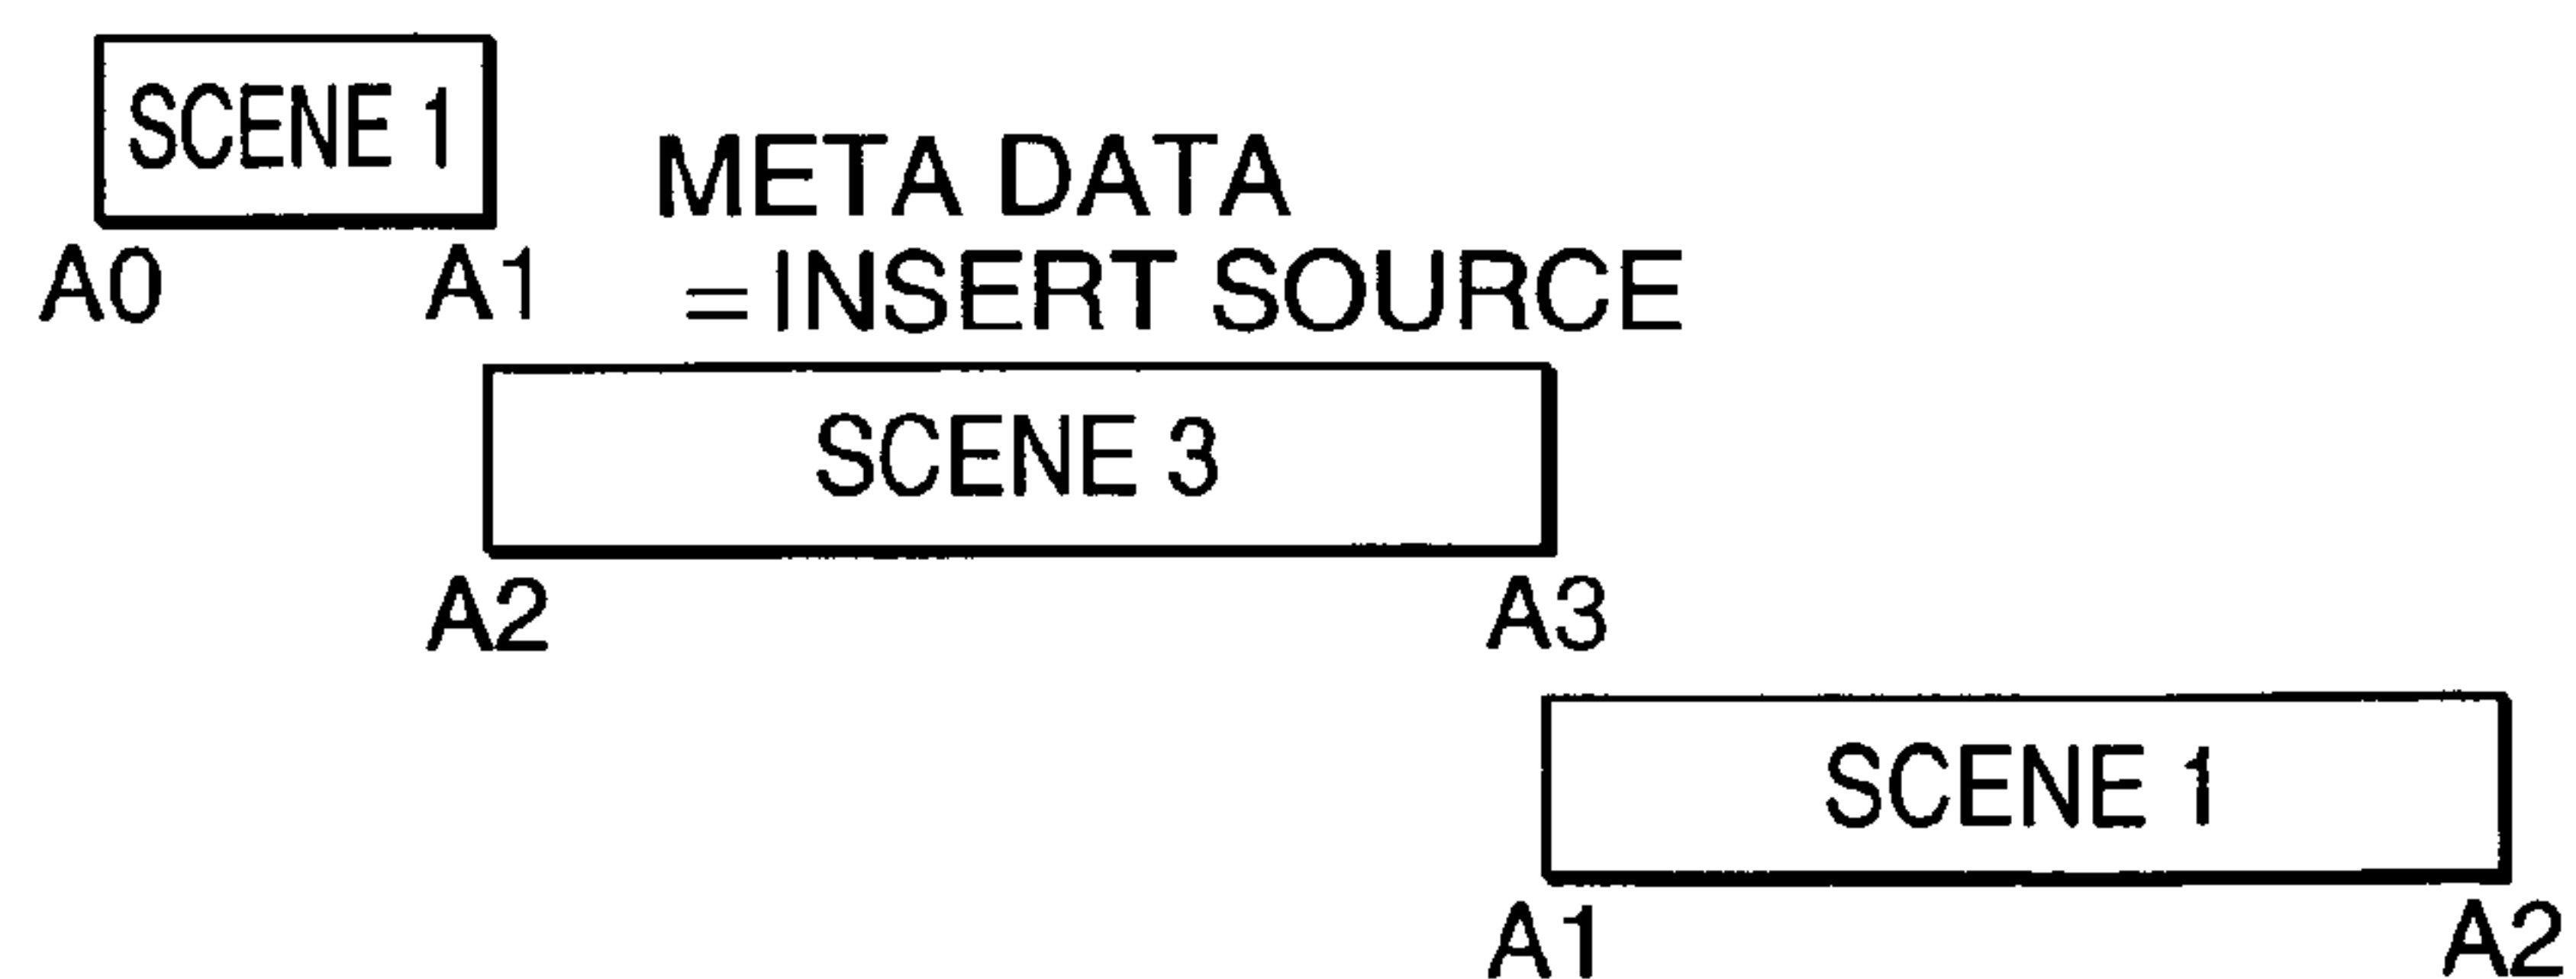 SCENE 1
A0 A1
META DATA
=INSERT SOURCE
SCENE 3
A2 A3
SCENE 1
A1 A2